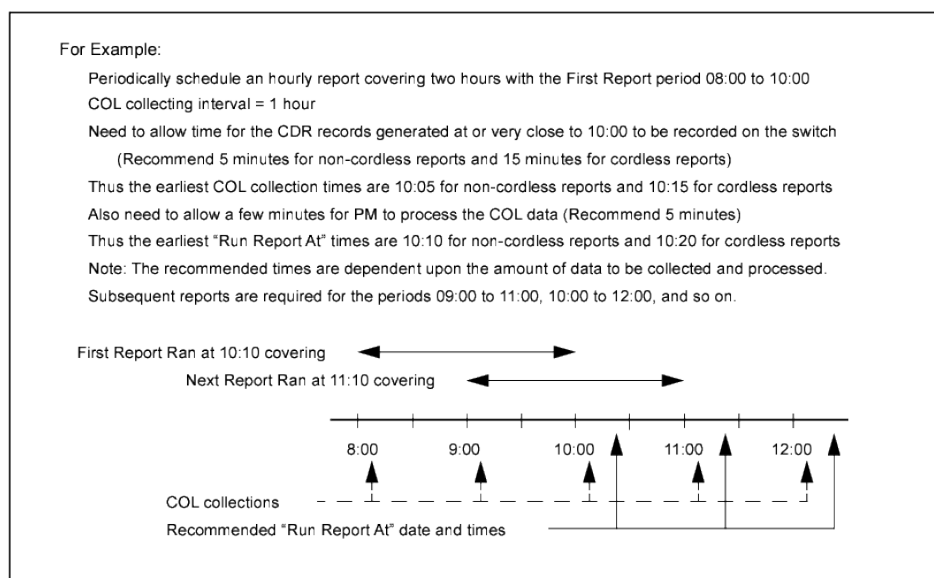 For Example:
Periodically schedule an hourly report covering two hours with the First Report period 08:00 to 10:00
COL collecting interval = 1 hour
Need to allow time for the CDR records generated at or very close to 10:00 to be recorded on the switch
(Recommend 5 minutes for non-cordless reports and 15 minutes for cordless reports)
Thus the earliest COL collection times are 10:05 for non-cordless reports and 10:15 for cordless reports
Also need to allow a few minutes for PM to process the COL data (Recommend 5 minutes)
Thus the earliest “Run Report At” times are 10:10 for non-cordless reports and 10:20 for cordless reports
Note: The recommended times are dependent upon the amount of data to be collected and processed.
Subsequent reports are required for the periods 09:00 to 11:00, 10:00 to 12:00, and so on.
First Report Ran at 10:10 covering
Next Report Ran at 11:10 covering
8:00 9:00 10:00 11:00 12:00
COL collections
Recommended “Run Report At” date and times